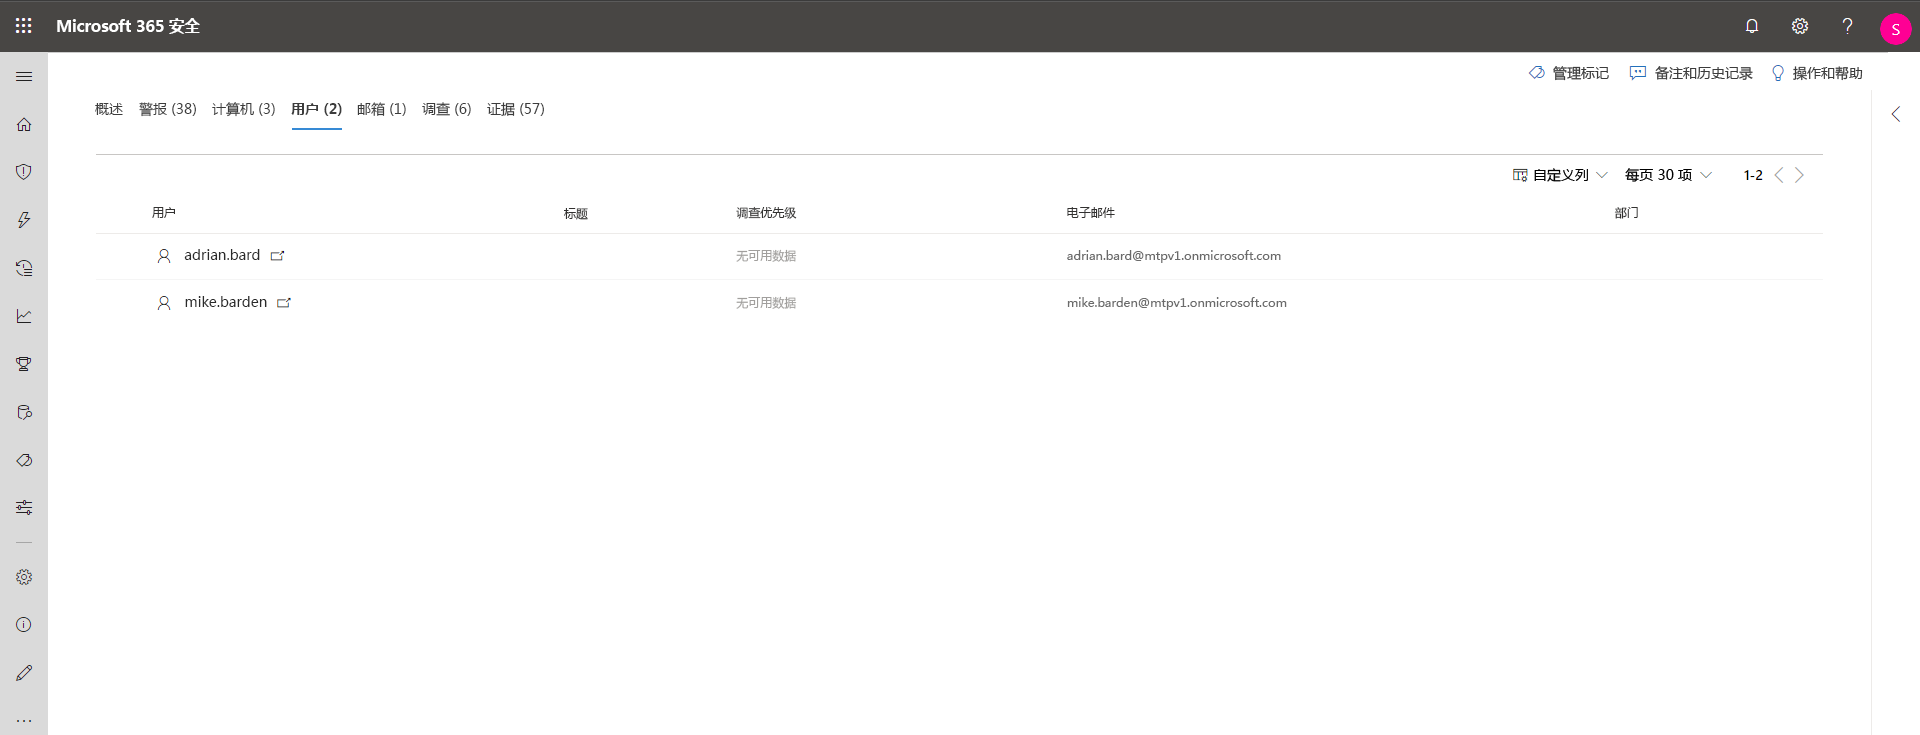 Microsoft 365 安全
S
管理标记 备注和历史记录 操作和帮助
概述 警报 (38) 计算机 (3) 用户 (2) 邮箱 (1) 调查 (6) 证据 (57)
自定义列 每页 30 项 1-2
用户 标题 调查优先级 电子邮件 部门
adrian.bard 无可用数据 adrian.bard@mtpv1.onmicrosoft.com
mike.barden 无可用数据 mike.barden@mtpv1.onmicrosoft.com